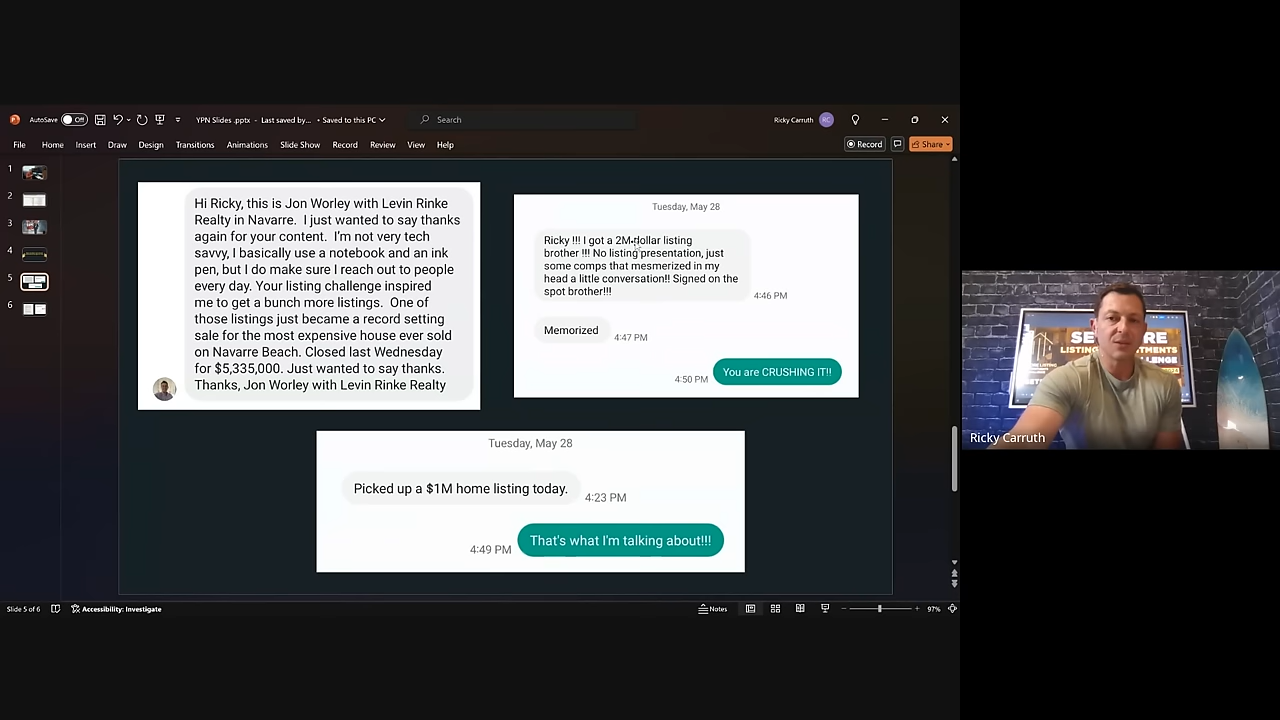 AutoSave Off YPN Slides .pptx - Last saved by... • Saved to this PC Search Ricky Carruth RC
File Home Insert Draw Design Transitions Animations Slide Show Record Review View Help Record Share
1
2
3
4
5
6
Hi Ricky, this is Jon Worley with Levin Rinke
Realty in Navarre. I just wanted to say thanks
again for your content. I'm not very tech
savvy, I basically use a notebook and an ink
pen, but I do make sure I reach out to people
every day. Your listing challenge inspired
me to get a bunch more listings. One of
those listings just became a record setting
sale for the most expensive house ever sold
on Navarre Beach. Closed last Wednesday
for $5,335,000. Just wanted to say thanks.
Thanks, Jon Worley with Levin Rinke Realty
Tuesday, May 28
Ricky !!! I got a 2M dollar listing
brother !!! No listing presentation, just
some comps that mesmerized in my
head a little conversation!! Signed on the
spot brother!!!
4:46 PM
Memorized
4:47 PM
4:50 PM You are CRUSHING IT!!
Tuesday, May 28
Picked up a $1M home listing today.
4:23 PM
4:49 PM That's what I'm talking about!!!
Slide 5 of 6 Accessibility: Investigate Notes 97%
Ricky Carruth